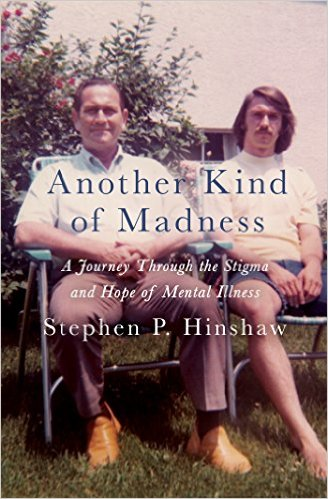 Another Kind
of Madness
A Journey Through the Stigma
and Hope of Mental Illness
Stephen P. Hinshaw